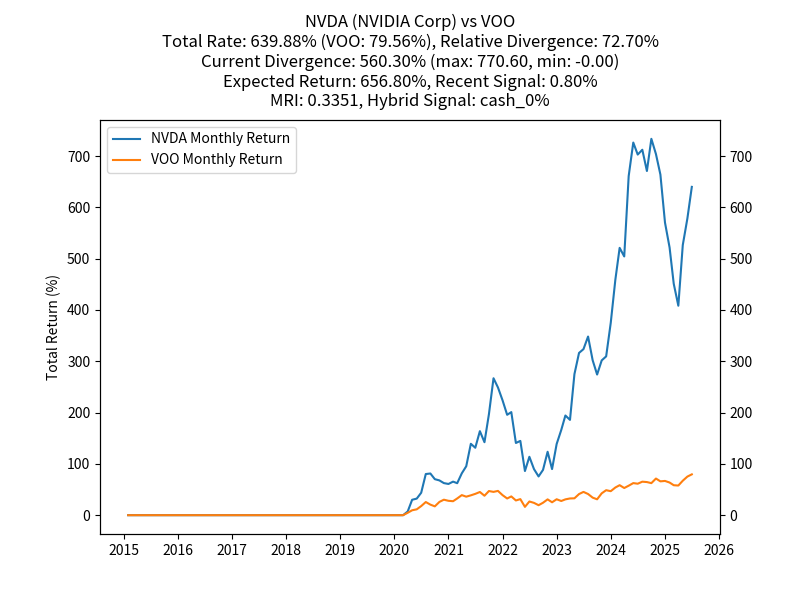 NVDA (NVIDIA Corp) vs VOO
Total Rate: 639.88% (VOO: 79.56%), Relative Divergence: 72.70%
Current Divergence: 560.30% (max: 770.60, min: -0.00)
Expected Return: 656.80%, Recent Signal: 0.80%
MRI: 0.3351, Hybrid Signal: cash_0%
NVDA Monthly Return
VOO Monthly Return
Total Return (%)
700
600
500
400
300
200
100
0
700
600
500
400
300
200
100
0
2015 2016 2017 2018 2019 2020 2021 2022 2023 2024 2025 2026